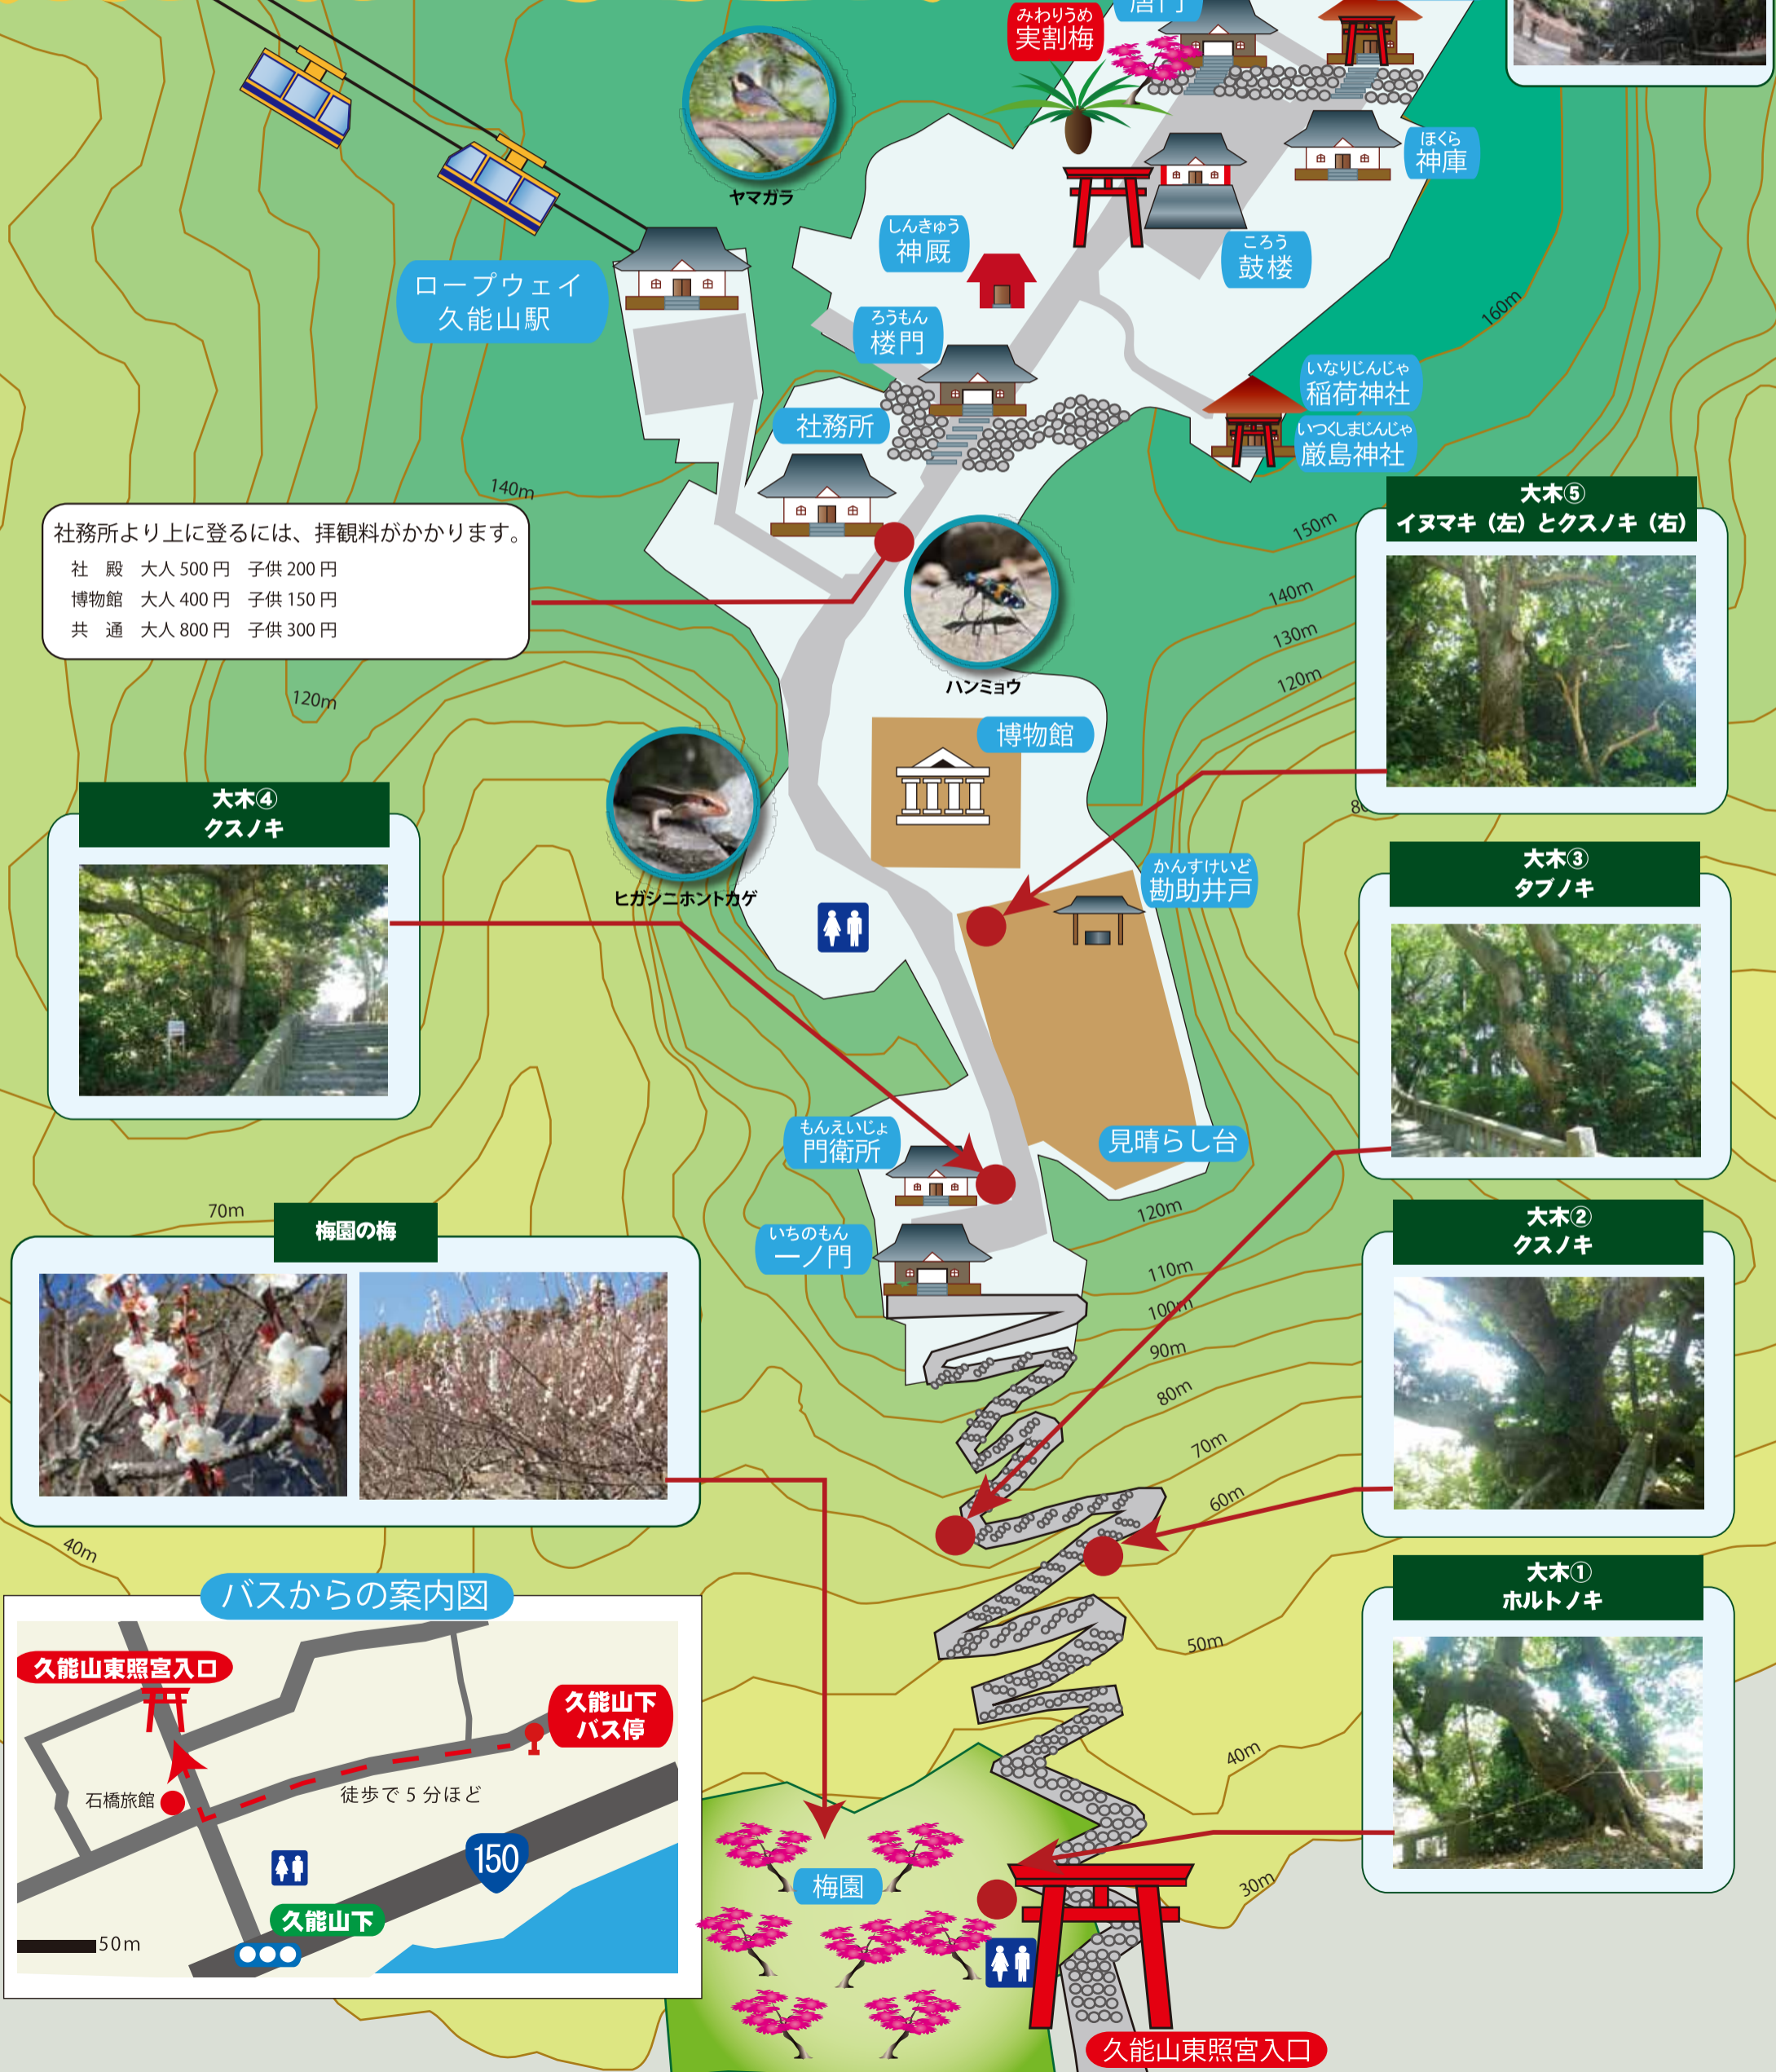 みわりうめ
実割梅
唐門
ヤマガラ
ほくら
神庫
しんきゅう
神厩
ころう
鼓楼
ロープウェイ
久能山駅
ろうもん
楼門
160m
いなりじんじゃ
稲荷神社
いつくしまじんじゃ
厳島神社
社務所
140m
社務所より上に登るには、拝観料がかかります。
社 殿 大人 500 円 子供 200 円
博物館 大人 400 円 子供 150 円
共 通 大人 800 円 子供 300 円
大木⑤
イヌマキ(左)とクスノキ(右)
150m
140m
130m
120m
ハンミョウ
120m
博物館
大木④
クスノキ
ヒガシニホントカゲ
かんすけいど
勘助井戸
大木③
タブノキ
もんえいじょ
門衛所
見晴らし台
70m
120m
梅園の梅
いちのもん
一ノ門
大木②
クスノキ
110m
100m
90m
80m
70m
60m
40m
バスからの案内図
大木①
ホルトノキ
50m
久能山東照宮入口
久能山下
バス停
石橋旅館
徒歩で 5 分ほど
40m
150
梅園
30m
久能山下
50m
久能山東照宮入口